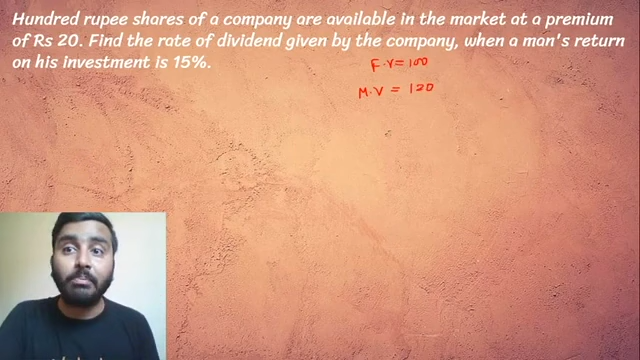 Hundred rupee shares of a company are available in the market at a premium
of Rs 20. Find the rate of dividend given by the company, when a man's return
on his investment is 15%.
F.V = 100
M.V = 120